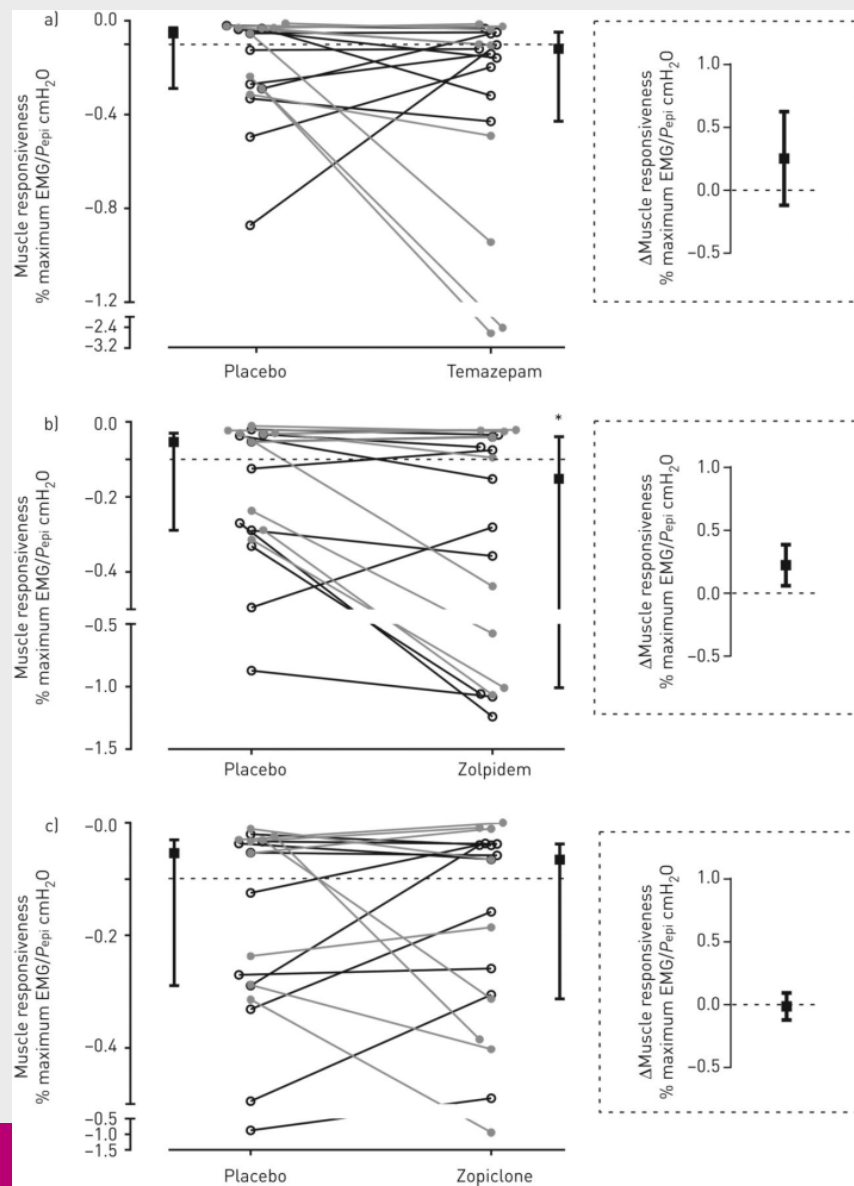 a)
Muscle responsiveness
% maximum EMG/Pepi cmH2O
0.0
−0.4
−0.8
−1.2
−2.4
−3.2
Placebo
Temazepam
ΔMuscle responsiveness
% maximum EMG/Pepi cmH2O
1.0
0.5
0.0
−0.5
b)
Muscle responsiveness
% maximum EMG/Pepi cmH2O
0.0
−0.2
−0.4
−0.5
−1.0
−1.5
*
Placebo
Zolpidem
ΔMuscle responsiveness
% maximum EMG/Pepi cmH2O
1.0
0.5
0.0
−0.5
c)
Muscle responsiveness
% maximum EMG/Pepi cmH2O
−0.0
−0.2
−0.4
−0.5
−1.0
−1.5
Placebo
Zopiclone
ΔMuscle responsiveness
% maximum EMG/Pepi cmH2O
1.0
0.5
0.0
−0.5